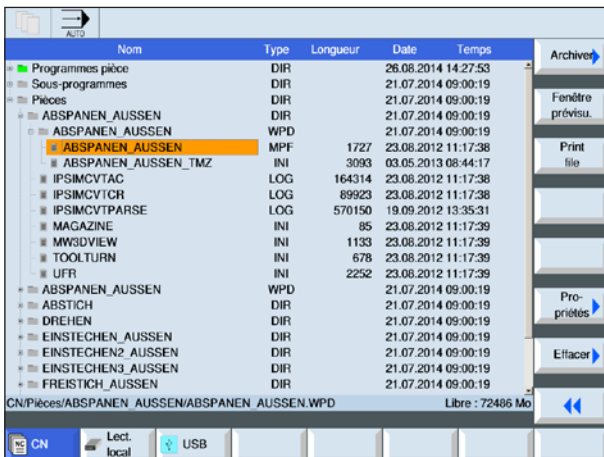 AUTO
Nom Type Longueur Date Temps
Programmes pièce DIR 26.08.2014 14:27:53
Sous-programmes DIR 21.07.2014 09:00:19
Pièces DIR 21.07.2014 09:00:19
ABSPANEN_AUSSEN DIR 21.07.2014 09:00:19
ABSPANEN_AUSSEN WPD 21.07.2014 09:00:19
ABSPANEN_AUSSEN MPF 1727 23.08.2012 11:17:38
ABSPANEN_AUSSEN_TMZ INI 3093 03.05.2013 08:44:17
IPSIMCVTAC LOG 164314 23.08.2012 11:17:38
IPSIMCVTCR LOG 89923 23.08.2012 11:17:38
IPSIMCVTPARSE LOG 570150 19.09.2012 13:35:31
MAGAZINE INI 85 23.08.2012 11:17:39
MW3DVIEW INI 1133 23.08.2012 11:17:39
TOOLTURN INI 678 23.08.2012 11:17:39
UFR INI 2252 23.08.2012 11:17:39
ABSPANEN_AUSSEN WPD 21.07.2014 09:00:19
ABSTICH DIR 21.07.2014 09:00:19
DREHEN DIR 21.07.2014 09:00:19
EINSTECHEN_AUSSEN DIR 21.07.2014 09:00:19
EINSTECHEN2_AUSSEN DIR 21.07.2014 09:00:19
EINSTECHEN3_AUSSEN DIR 21.07.2014 09:00:19
FREISTICH_AUSSEN DIR 21.07.2014 09:00:19
CN/Pièces/ABSPANEN_AUSSEN/ABSPANEN_AUSSEN.WPD Libre : 72486 Mo
Archiver
Fenêtre
prévisu.
Print
file
Pro-
priétés
Effacer
NC CN
Lect.
local
USB